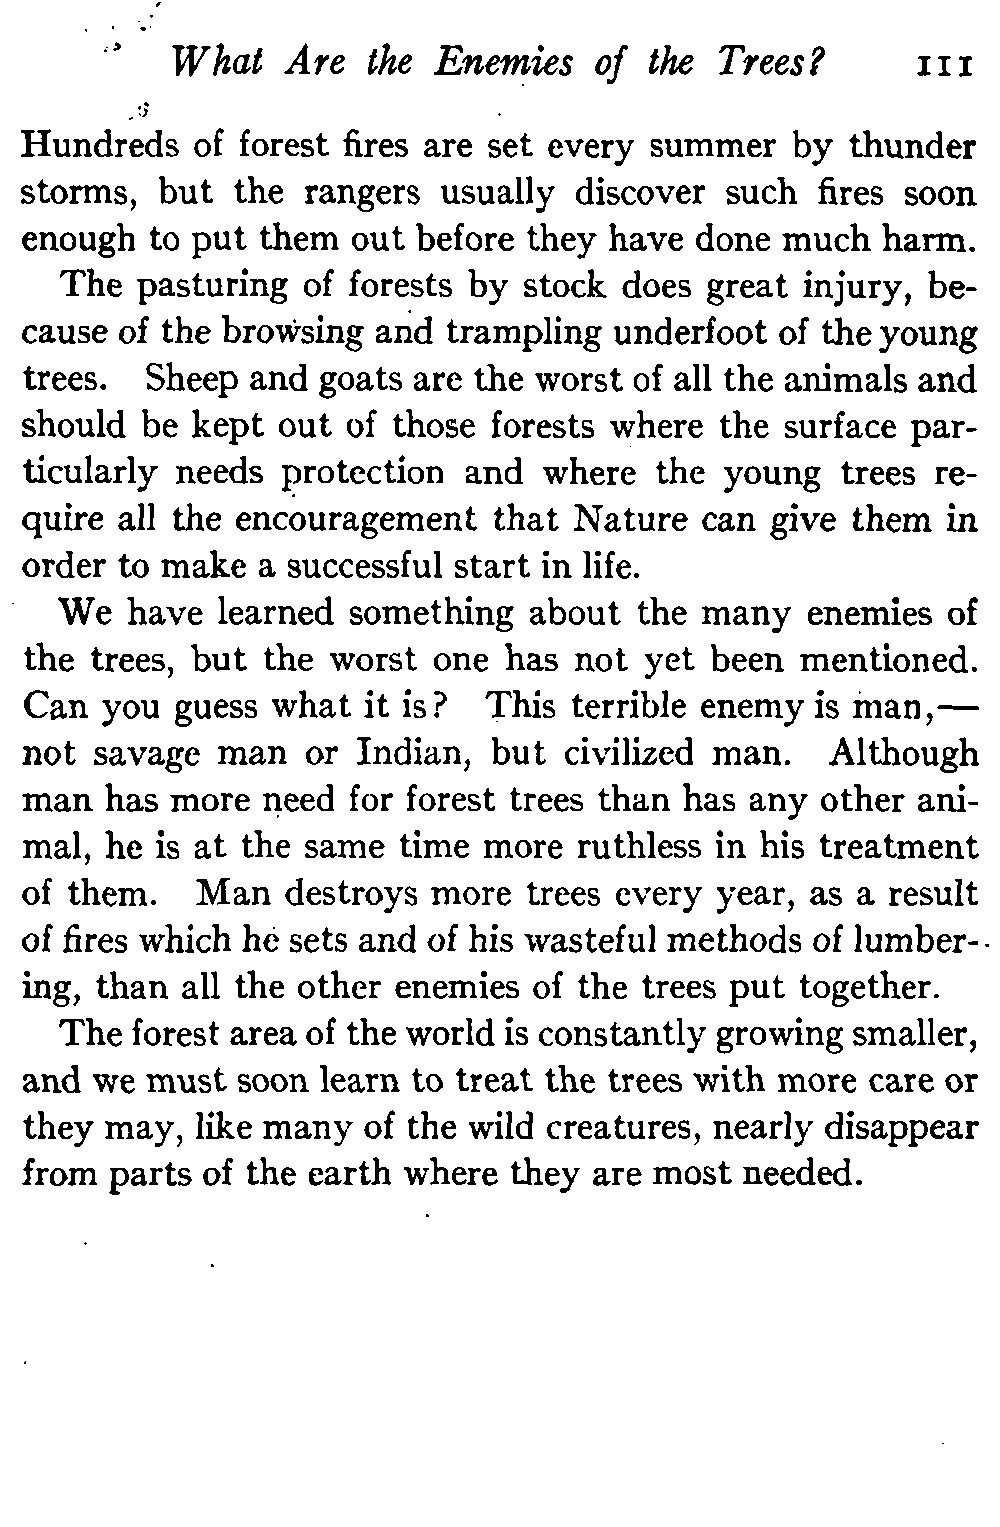 What Are the Enemies of the Trees? 111
Hundreds of forest fires are set every summer by thunder
storms, but the rangers usually discover such fires soon
enough to put them out before they have done much harm.
The pasturing of forests by stock does great injury, be-
cause of the browsing and trampling underfoot of the young
trees. Sheep and goats are the worst of all the animals and
should be kept out of those forests where the surface par-
ticularly needs protection and where the young trees re-
quire all the encouragement that Nature can give them in
order to make a successful start in life.
We have learned something about the many enemies of
the trees, but the worst one has not yet been mentioned.
Can you guess what it is? This terrible enemy is man,—
not savage man or Indian, but civilized man. Although
man has more need for forest trees than has any other ani-
mal, he is at the same time more ruthless in his treatment
of them. Man destroys more trees every year, as a result
of fires which he sets and of his wasteful methods of lumber-
ing, than all the other enemies of the trees put together.
The forest area of the world is constantly growing smaller,
and we must soon learn to treat the trees with more care or
they may, like many of the wild creatures, nearly disappear
from parts of the earth where they are most needed.